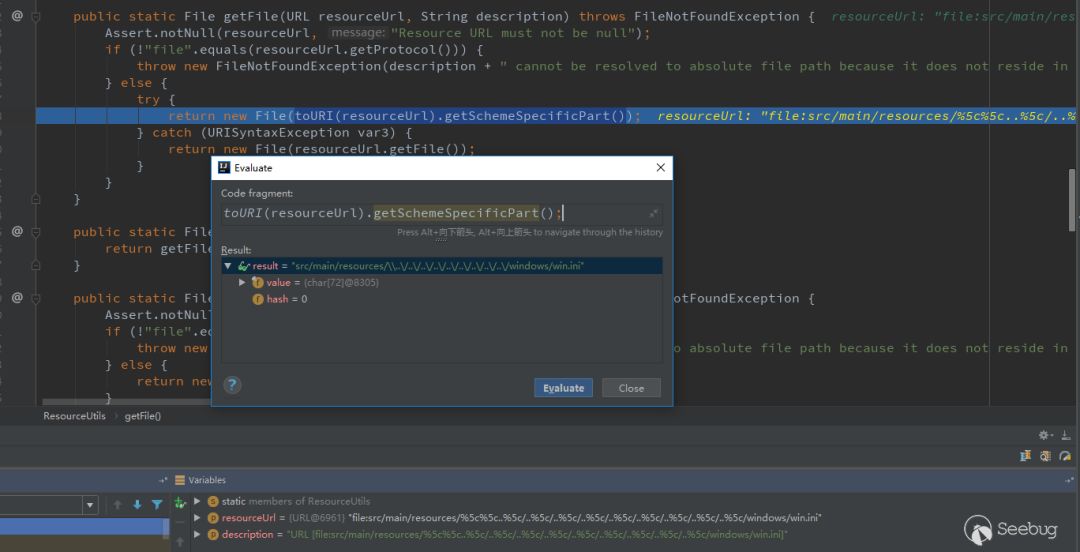 public static File getFile(URL resourceUrl, String description) throws FileNotFoundException { resourceUrl: "file:src/main/res
Assert.notNull(resourceUrl, message: "Resource URL must not be null");
if (!"file".equals(resourceUrl.getProtocol())) {
throw new FileNotFoundException(description + " cannot be resolved to absolute file path because it does not reside in
} else {
try {
return new File(toURI(resourceUrl).getSchemeSpecificPart()); resourceUrl: "file:src/main/resources/%5c%5c..%5c/..%
} catch (URISyntaxException var3) {
return new File(resourceUrl.getFile());
}
}
}
public static File
return getFile
}
public static File NotFoundException {
Assert.notNull
if (!"file".eq
throw new o absolute file path because it does not reside in
} else {
return new
}
Evaluate
Code fragment:
toURI(resourceUrl).getSchemeSpecificPart();
Press Alt+向下箭头, Alt+向上箭头 to navigate through the history
Result:
result = "src/main/resources/\\..\/..\/..\/..\/..\/..\/..\/..\/..\/windows/win.ini"
value = {char[72]@8305}
hash = 0
? Evaluate Close
ResourceUtils › getFile()
Variables
static members of ResourceUtils
resourceUrl = {URL@6961} "file:src/main/resources/%5c%5c..%5c/..%5c/..%5c/..%5c/..%5c/..%5c/..%5c/..%5c/..%5c/windows/win.ini"
description = "URL [file:src/main/resources/%5c%5c..%5c/..%5c/..%5c/..%5c/..%5c/..%5c/..%5c/..%5c/..%5c/windows/win.ini]"
Seebug